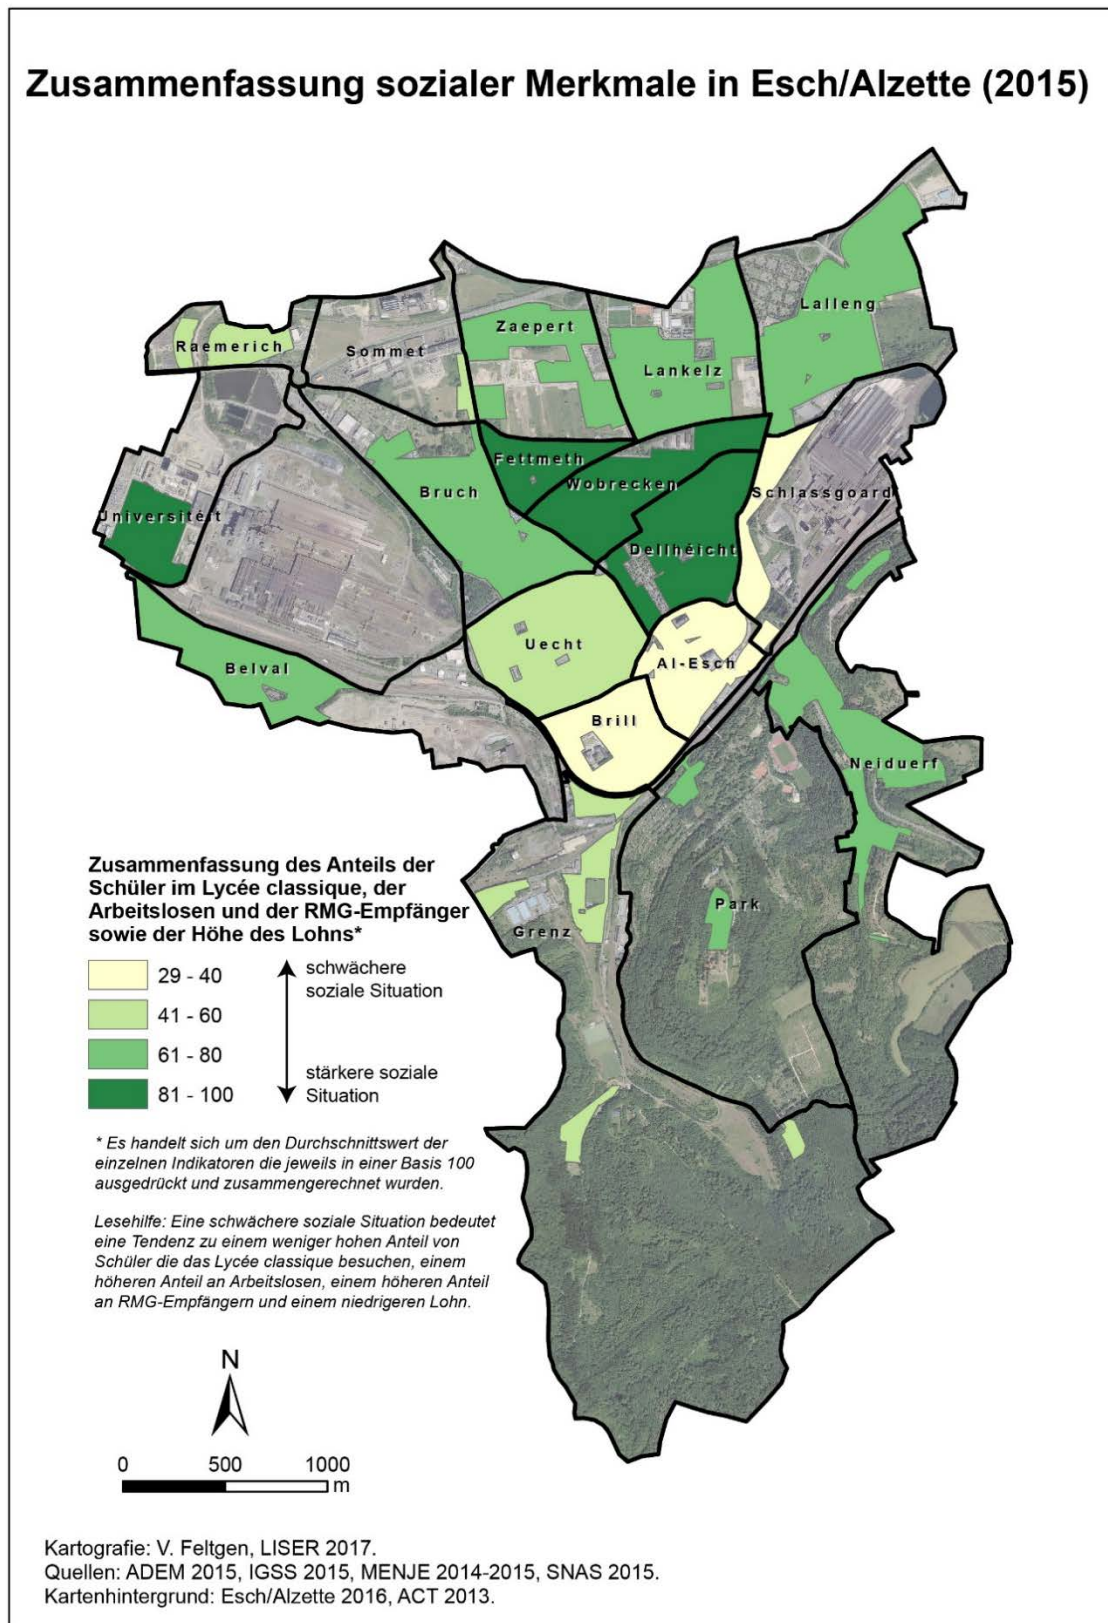 Zusammenfassung sozialer Merkmale in Esch/Alzette (2015)
Lalleng
Zaepert
Raemerich
Sommet
Lankelz
Fettmeth
Wobrecken
Bruch
Schlassgoard
Universitéit
Dellhéicht
Uecht
Al-Esch
Belval
Brill
Neiduerf
Park
Grenz
Zusammenfassung des Anteils der
Schüler im Lycée classique, der
Arbeitslosen und der RMG-Empfänger
sowie der Höhe des Lohns*
29 - 40
41 - 60
61 - 80
81 - 100
schwächere
soziale Situation
stärkere soziale
Situation
* Es handelt sich um den Durchschnittswert der
einzelnen Indikatoren die jeweils in einer Basis 100
ausgedrückt und zusammengerechnet wurden.
Lesehilfe: Eine schwächere soziale Situation bedeutet
eine Tendenz zu einem weniger hohen Anteil von
Schüler die das Lycée classique besuchen, einem
höheren Anteil an Arbeitslosen, einem höheren Anteil
an RMG-Empfängern und einem niedrigeren Lohn.
N
0 500 1000
m
Kartografie: V. Feltgen, LISER 2017.
Quellen: ADEM 2015, IGSS 2015, MENJE 2014-2015, SNAS 2015.
Kartenhintergrund: Esch/Alzette 2016, ACT 2013.